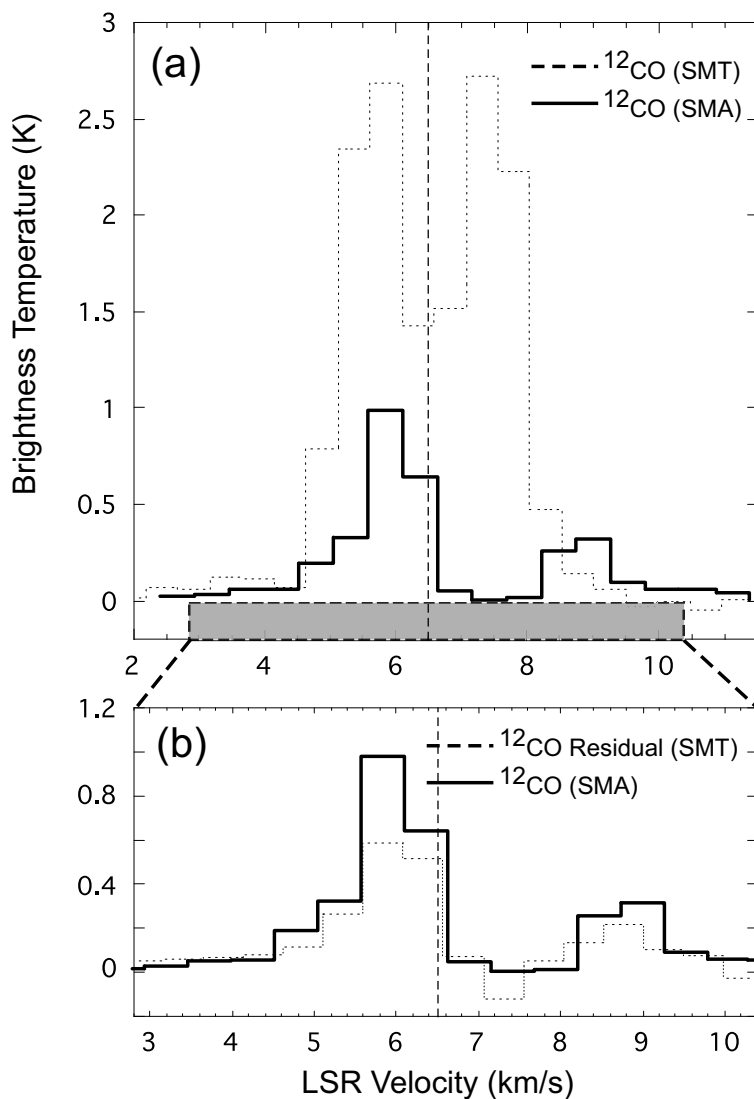 3
(a)
¹²CO (SMT)
¹²CO (SMA)
2.5
2
1.5
1
0.5
0
Brightness Temperature (K)
2 4 6 8 10
1.2
(b)
¹²CO Residual (SMT)
¹²CO (SMA)
0.8
0.4
0
3 4 5 6 7 8 9 10
LSR Velocity (km/s)